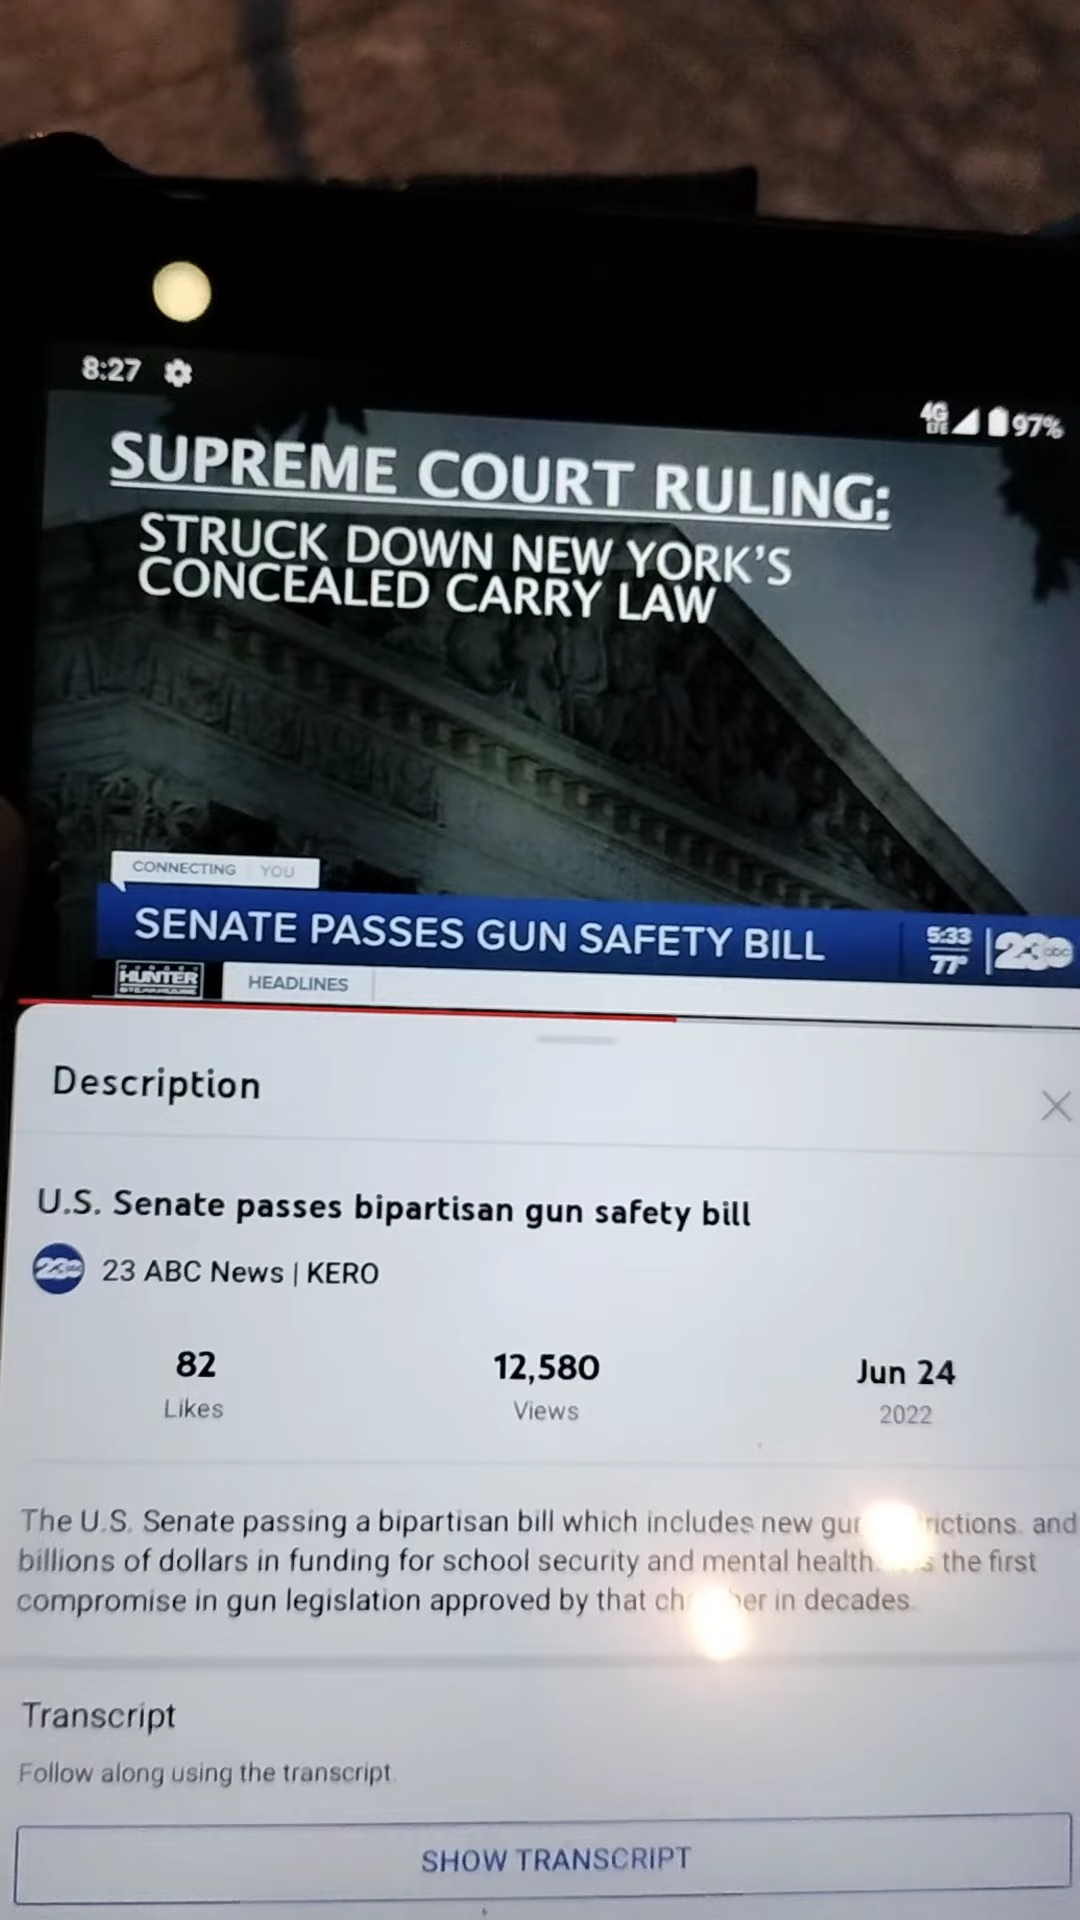 8:27
4G LTE 97%
SUPREME COURT RULING:
STRUCK DOWN NEW YORK'S
CONCEALED CARRY LAW
CONNECTING YOU
SENATE PASSES GUN SAFETY BILL
5:33
77°
23 abc
HUNTER
HEADLINES
Description
U.S. Senate passes bipartisan gun safety bill
23 ABC News | KERO
82
Likes
12,580
Views
Jun 24
2022
The U.S. Senate passing a bipartisan bill which includes new and
billions of dollars in funding for school security and mental health the first
compromise in gun legislation approved by that in decades.
Transcript
Follow along using the transcript.
SHOW TRANSCRIPT